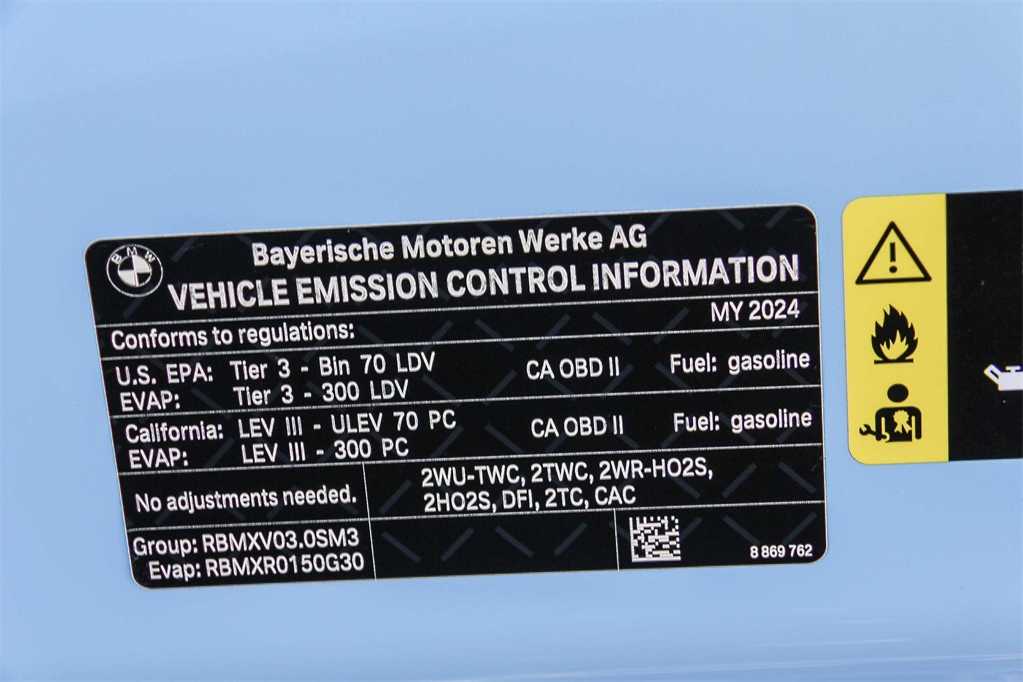 BMW
Bayerische Motoren Werke AG
VEHICLE EMISSION CONTROL INFORMATION
MY 2024
Conforms to regulations:
U.S. EPA: Tier 3 - Bin 70 LDV CA OBD II Fuel: gasoline
EVAP: Tier 3 - 300 LDV
California: LEV III - ULEV 70 PC CA OBD II Fuel: gasoline
EVAP: LEV III - 300 PC
No adjustments needed.
2WU-TWC, 2TWC, 2WR-HO2S,
2HO2S, DFI, 2TC, CAC
Group: RBMXV03.0SM3
Evap: RBMXR0150G30
8 869 762